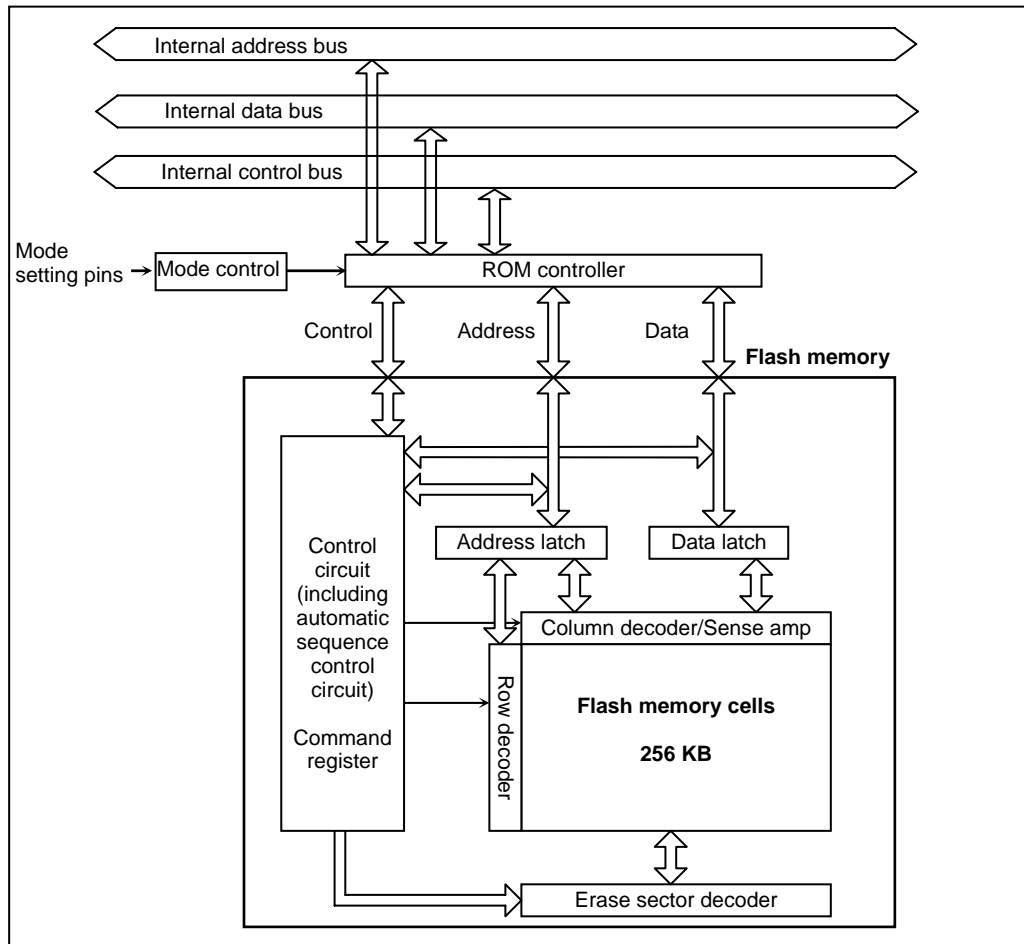 Internal address bus
Internal data bus
Internal control bus
Mode
setting pins
Mode control
ROM controller
Control
Address
Data
Flash memory
Control
circuit
(including
automatic
sequence
control
circuit)
Command
register
Address latch
Data latch
Column decoder/Sense amp
Row decoder
Flash memory cells
256 KB
Erase sector decoder